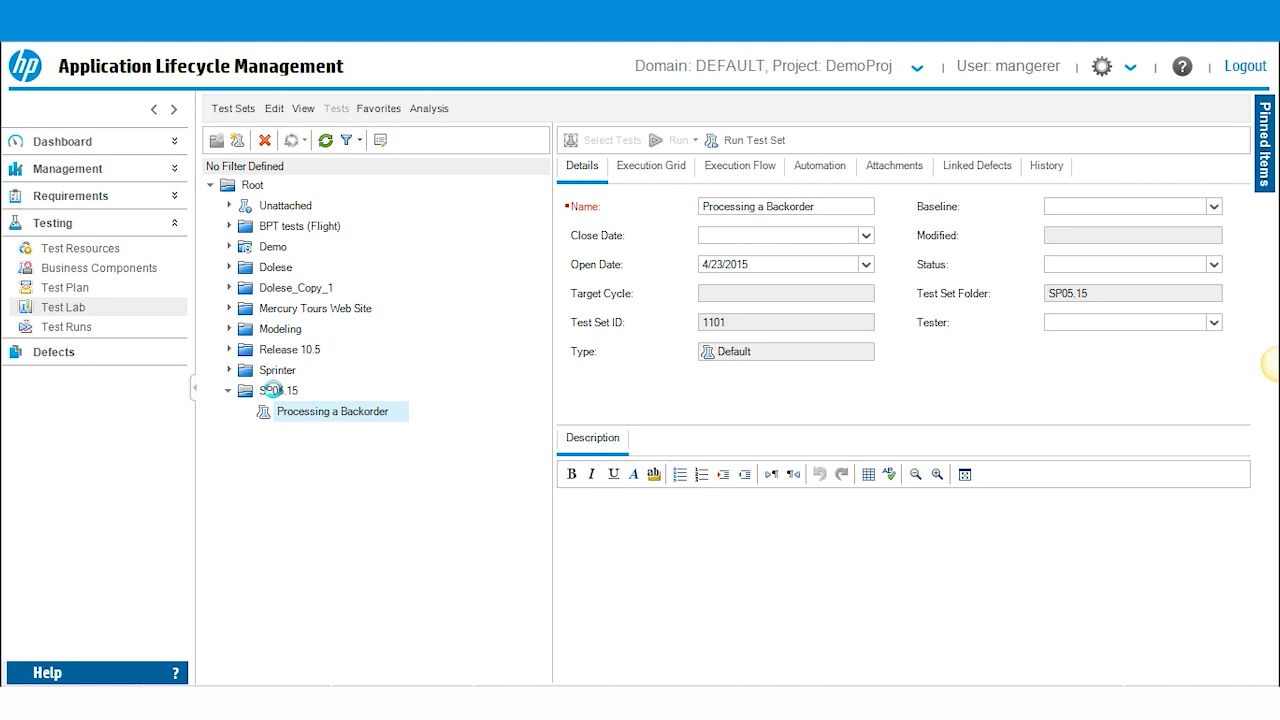 hp Application Lifecycle Management
Domain: DEFAULT, Project: DemoProj | User: mangerer | | ? | Logout
Pinned Items
Dashboard
Management
Requirements
Testing
Test Resources
Business Components
Test Plan
Test Lab
Test Runs
Defects
Help ?
Test Sets Edit View Tests Favorites Analysis
No Filter Defined
Root
Unattached
BPT tests (Flight)
Demo
Dolese
Dolese_Copy_1
Mercury Tours Web Site
Modeling
Release 10.5
Sprinter
SP05.15
Processing a Backorder
Select Tests Run Run Test Set
Details Execution Grid Execution Flow Automation Attachments Linked Defects History
Name: Processing a Backorder Baseline:
Close Date: Modified:
Open Date: 4/23/2015 Status:
Target Cycle: Test Set Folder: SP05.15
Test Set ID: 1101 Tester:
Type: Default
Description
B I U A ab